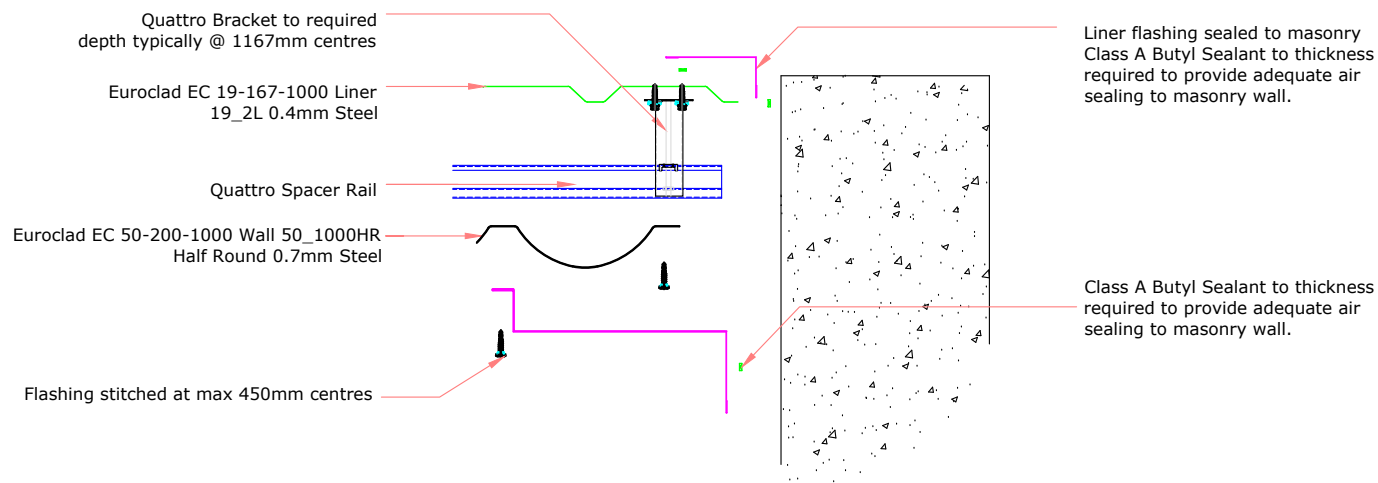 Quattro Bracket to required
depth typically @ 1167mm centres
Euroclad EC 19-167-1000 Liner
19_2L 0.4mm Steel
Quattro Spacer Rail
Euroclad EC 50-200-1000 Wall 50_1000HR
Half Round 0.7mm Steel
Flashing stitched at max 450mm centres
Liner flashing sealed to masonry
Class A Butyl Sealant to thickness
required to provide adequate air
sealing to masonry wall.
Class A Butyl Sealant to thickness
required to provide adequate air
sealing to masonry wall.